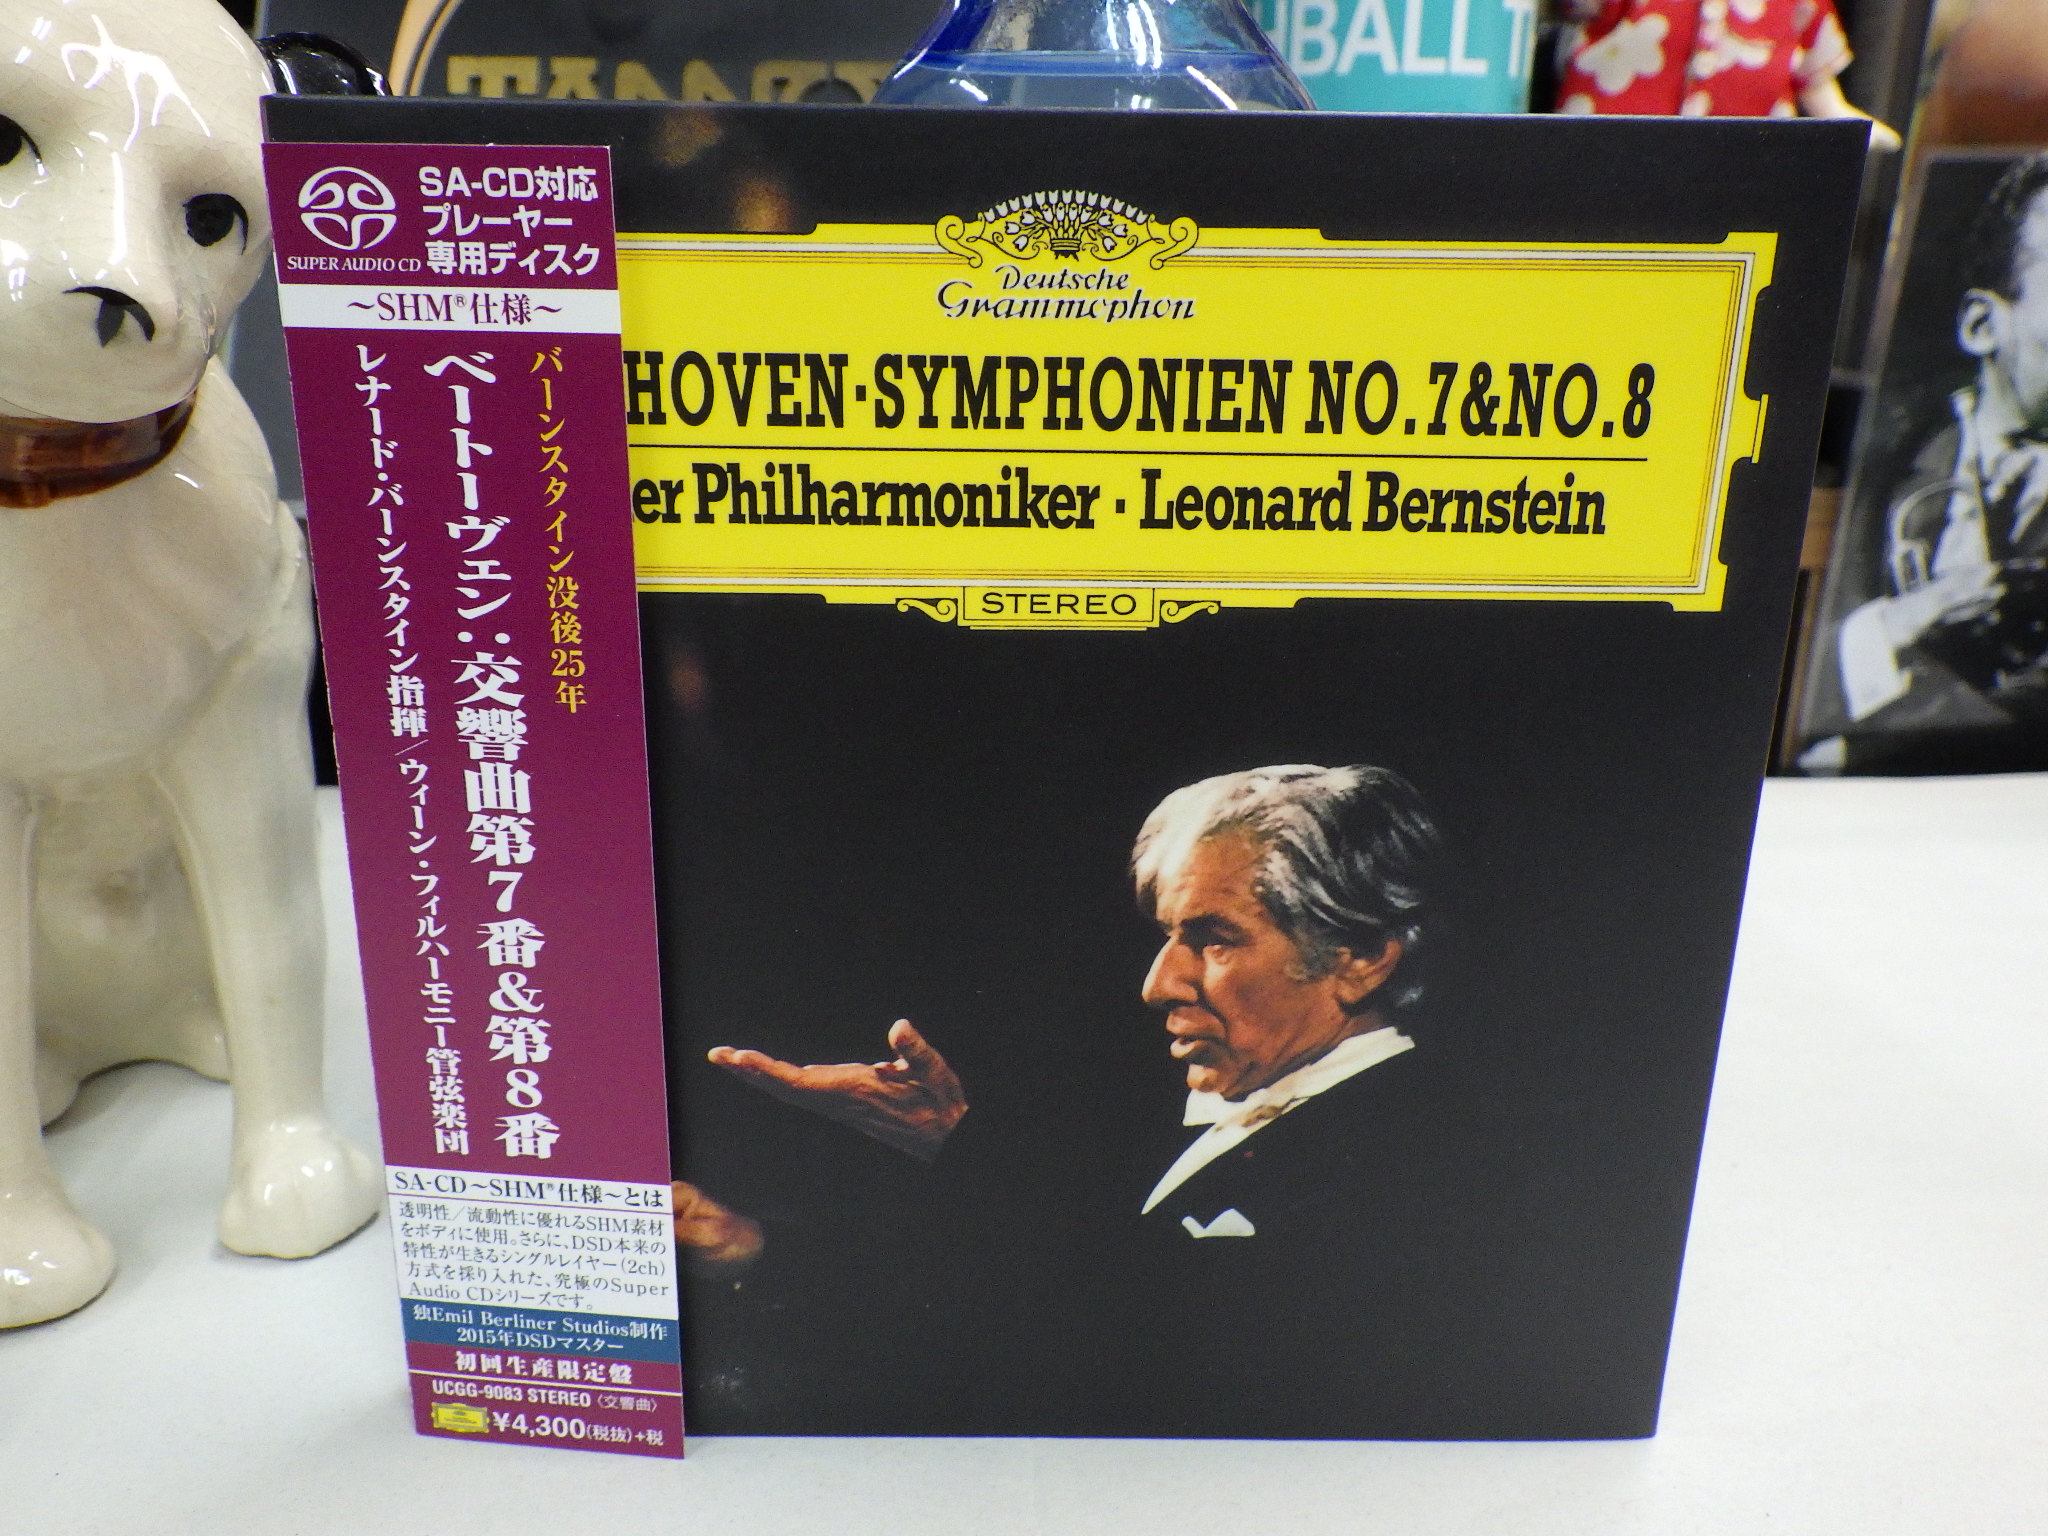 HBALL T
SA-CD対応
プレーヤー
専用ディスク
SUPER AUDIO CD
～SHM®仕様～
バーンスタイン没後25年
ベートーヴェン:交響曲第7番&第8番
レナード・バーンスタイン指揮/ウィーン・フィルハーモニー管弦楽団
SA-CD～SHM®仕様～とは
透明性/流動性に優れるSHM素材
をボディに使用。さらに、DSD本来の
特性が生きるシングルレイヤー(2ch)
方式を採り入れた、究極のSuper
Audio CDシリーズです。
独Emil Berliner Studios制作
2015年DSDマスター
初回生産限定盤
UCGG-9083 STEREO〈交響曲〉
¥4,300(税抜)+税
Deutsche
Grammophon
HOVEN·SYMPHONIEN NO.7&NO.8
er Philharmoniker · Leonard Bernstein
STEREO